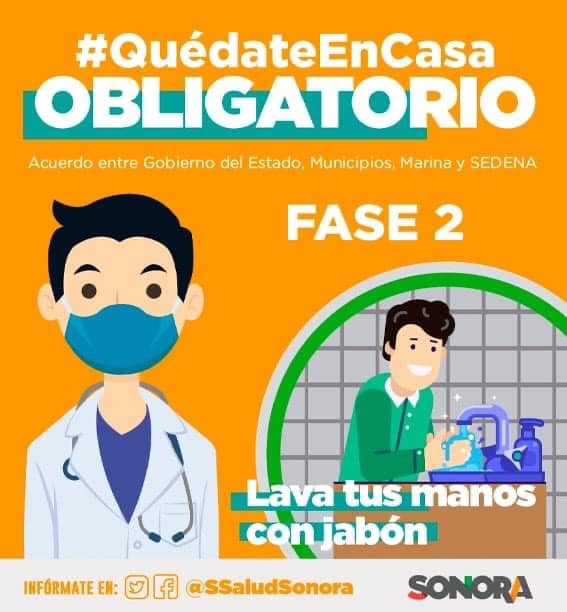 #QuédateEnCasa
OBLIGATORIO
Acuerdo entre Gobierno del Estado, Municipios, Marina y SEDENA
FASE 2
Lava tus manos
con jabón
INFÓRMATE EN: @SSaludSonora
SONORA